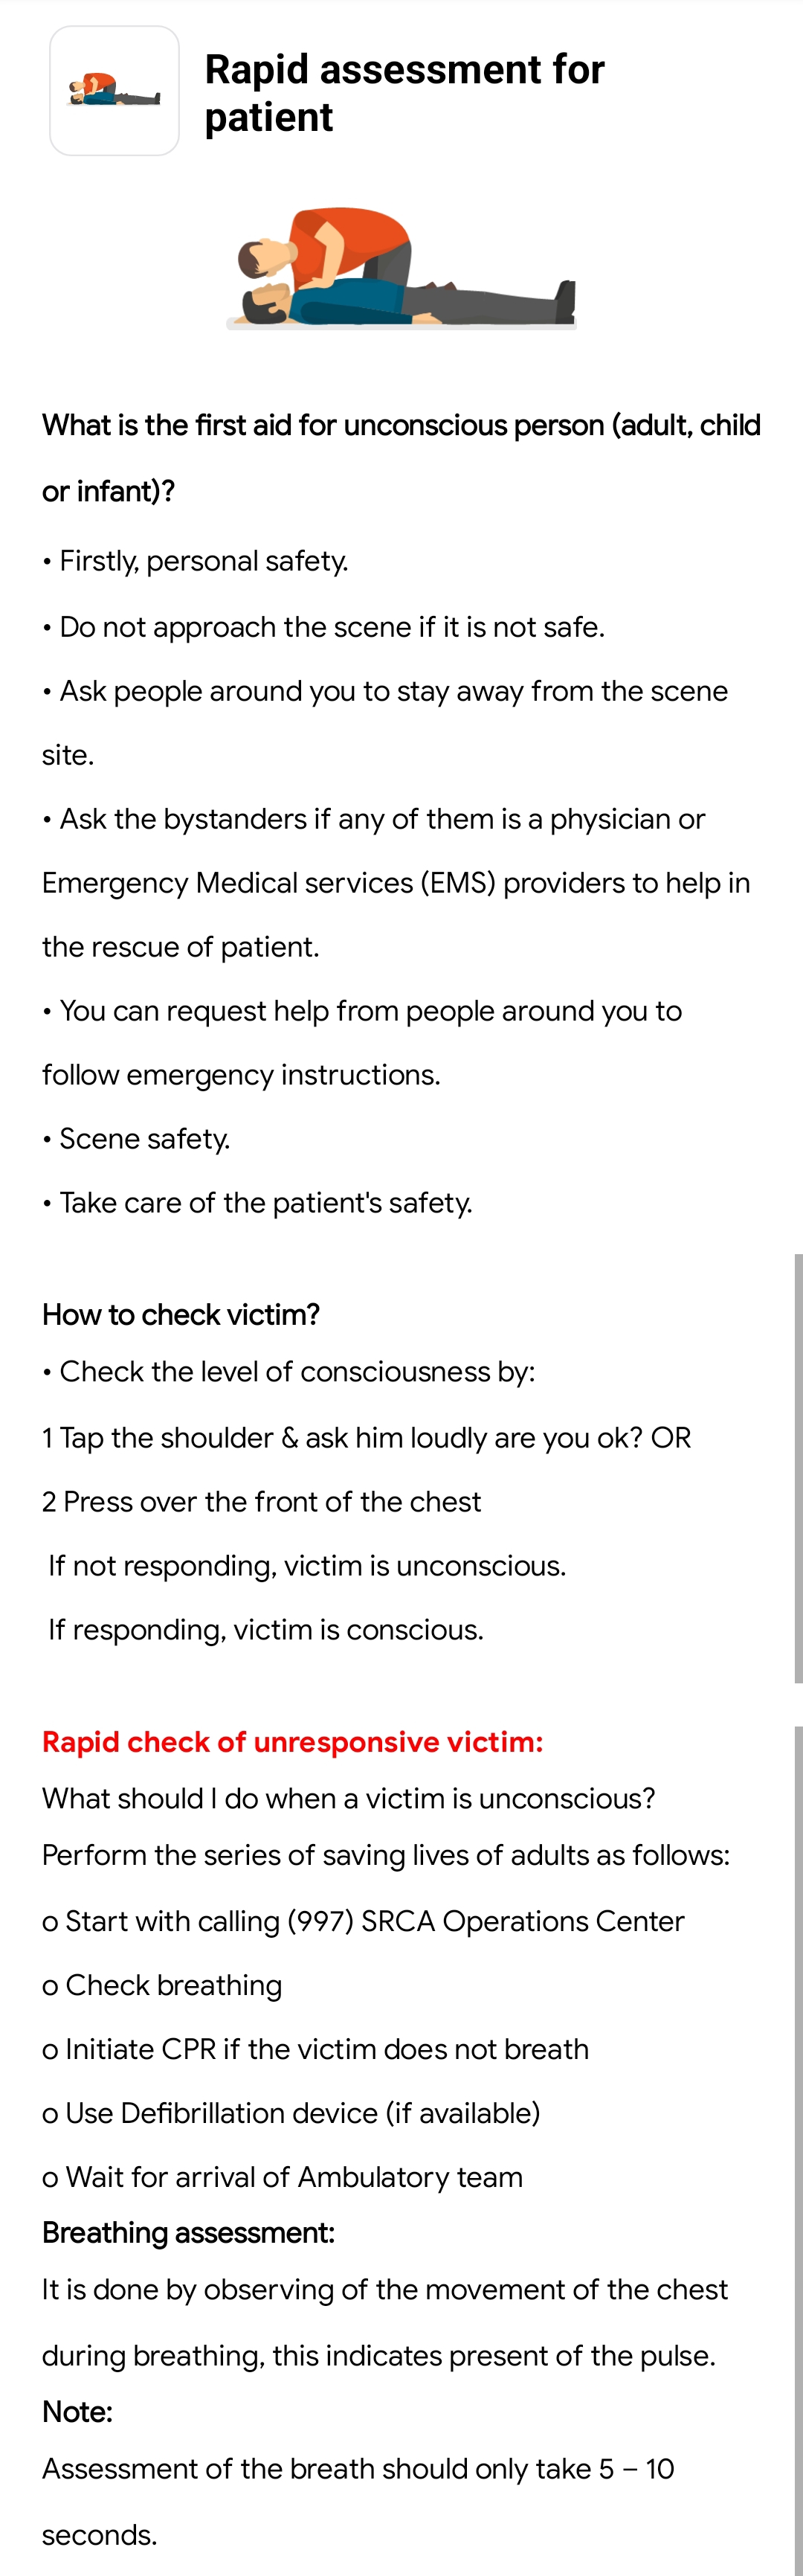 Rapid assessment for
patient
What is the first aid for unconscious person (adult, child
or infant)?
• Firstly, personal safety.
• Do not approach the scene if it is not safe.
• Ask people around you to stay away from the scene
site.
• Ask the bystanders if any of them is a physician or
Emergency Medical services (EMS) providers to help in
the rescue of patient.
• You can request help from people around you to
follow emergency instructions.
• Scene safety.
• Take care of the patient's safety.
How to check victim?
• Check the level of consciousness by:
1 Tap the shoulder & ask him loudly are you ok? OR
2 Press over the front of the chest
If not responding, victim is unconscious.
If responding, victim is conscious.
Rapid check of unresponsive victim:
What should I do when a victim is unconscious?
Perform the series of saving lives of adults as follows:
o Start with calling (997) SRCA Operations Center
o Check breathing
o Initiate CPR if the victim does not breath
o Use Defibrillation device (if available)
o Wait for arrival of Ambulatory team
Breathing assessment:
It is done by observing of the movement of the chest
during breathing, this indicates present of the pulse.
Note:
Assessment of the breath should only take 5 – 10
seconds.